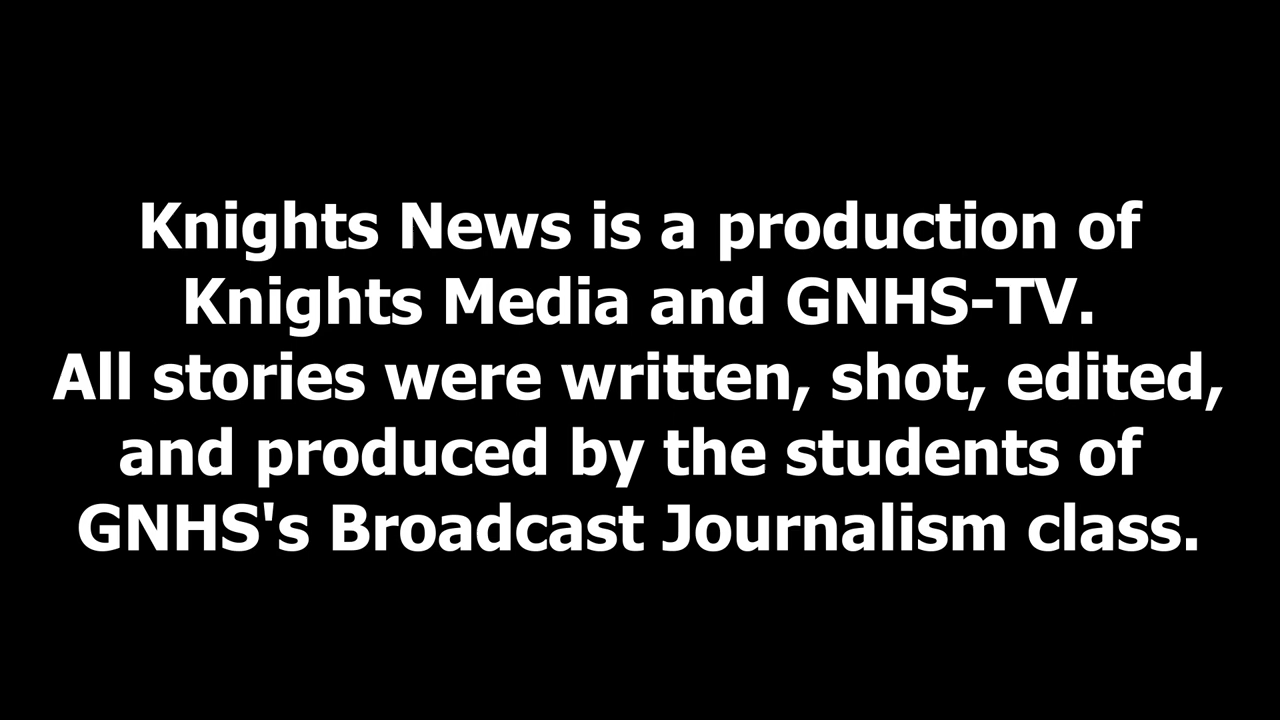 Knights News is a production of
Knights Media and GNHS-TV.
All stories were written, shot, edited,
and produced by the students of
GNHS's Broadcast Journalism class.